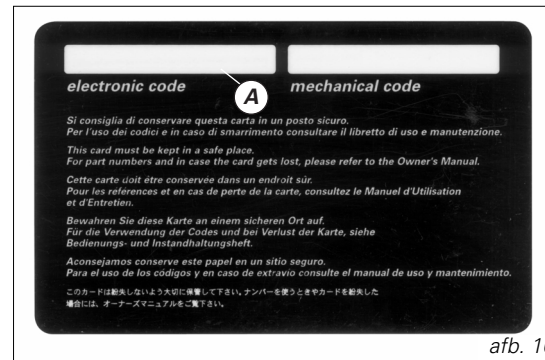 electronic code
A
mechanical code
Si consiglia di conservare questa carta in un posto sicuro.
Per l'uso dei codici e in caso di smarrimento consultare il libretto di uso e manutenzione.
This card must be kept in a safe place.
For part numbers and in case the card gets lost, please refer to the Owner's Manual.
Cette carte doit être conservée dans un endroit sûr.
Pour les références et en cas de perte de la carte, consultez le Manuel d'Utilisation
et d'Entretien.
Bewahren Sie diese Karte an einem sicheren Ort auf.
Für die Verwendung der Codes und bei Verlust der Karte, siehe
Bedienungs- und Instandhaltungsheft.
Aconsejamos conserve este papel en un sitio seguro.
Para el uso de los códigos y en caso de extravío consulte el manual de uso y mantenimiento.
このカードは紛失しないよう大切に保管して下さい。ナンバーを使うときやカードを紛失した
場合には、オーナーズマニュアルをご覧下さい。
afb. 10